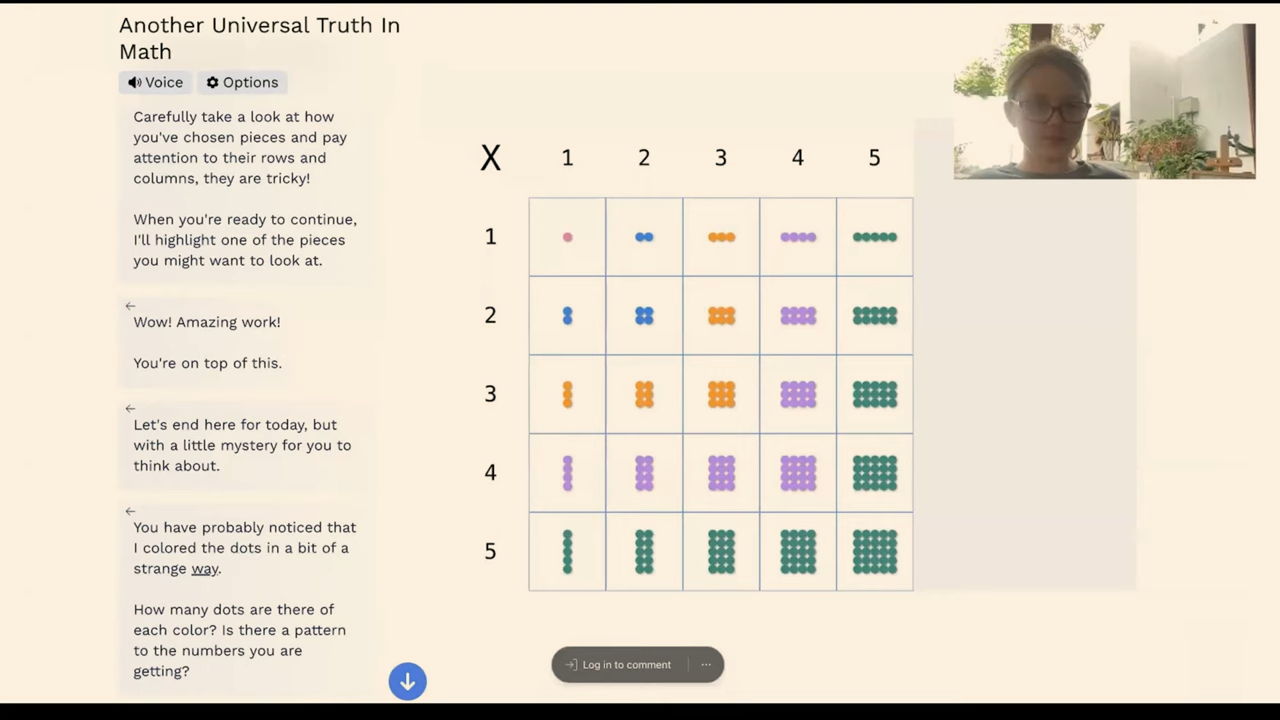 Another Universal Truth In
Math
Voice
Options
Carefully take a look at how
you've chosen pieces and pay
attention to their rows and
columns, they are tricky!
When you're ready to continue,
I'll highlight one of the pieces
you might want to look at.
Wow! Amazing work!
You're on top of this.
Let's end here for today, but
with a little mystery for you to
think about.
You have probably noticed that
I colored the dots in a bit of a
strange way.
How many dots are there of
each color? Is there a pattern
to the numbers you are
getting?
X 1 2 3 4 5
1
2
3
4
5
Log in to comment